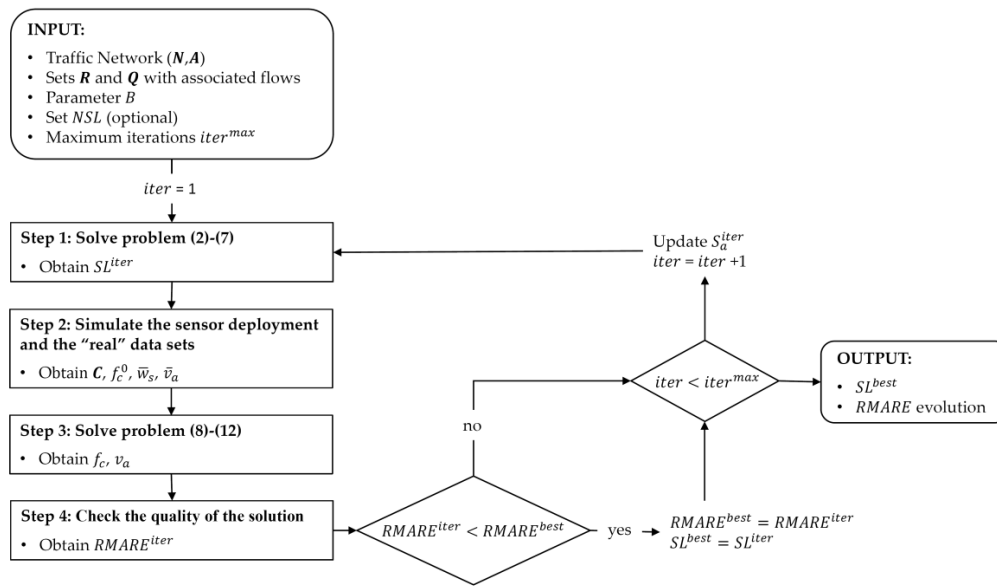 INPUT:
• Traffic Network (N,A)
• Sets R and Q with associated flows
• Parameter B
• Set NSL (optional)
• Maximum iterations iter^max
iter = 1
Step 1: Solve problem (2)-(7)
• Obtain SL^iter
Step 2: Simulate the sensor deployment
and the “real” data sets
• Obtain C, f_c^0, w̄_s, v̄_a
Step 3: Solve problem (8)-(12)
• Obtain f_c, v_a
Step 4: Check the quality of the solution
• Obtain RMARE^iter
RMARE^iter < RMARE^best
no
yes
RMARE^best = RMARE^iter
SL^best = SL^iter
iter < iter^max
Update S_a^iter
iter = iter +1
OUTPUT:
• SL^best
• RMARE evolution